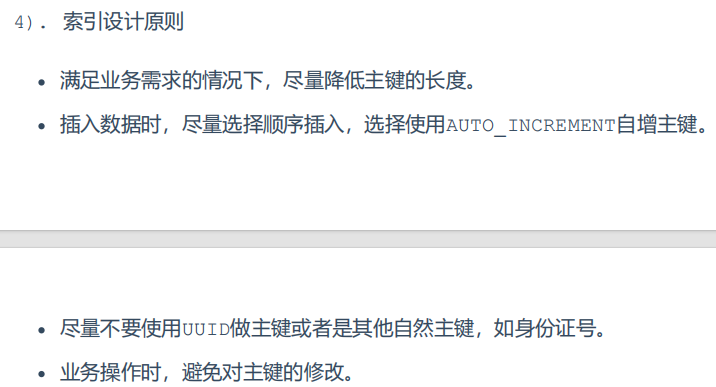 4). 索引设计原则
• 满足业务需求的情况下，尽量降低主键的长度。
• 插入数据时，尽量选择顺序插入，选择使用AUTO_INCREMENT自增主键。
• 尽量不要使用UUID做主键或者是其他自然主键，如身份证号。
• 业务操作时，避免对主键的修改。